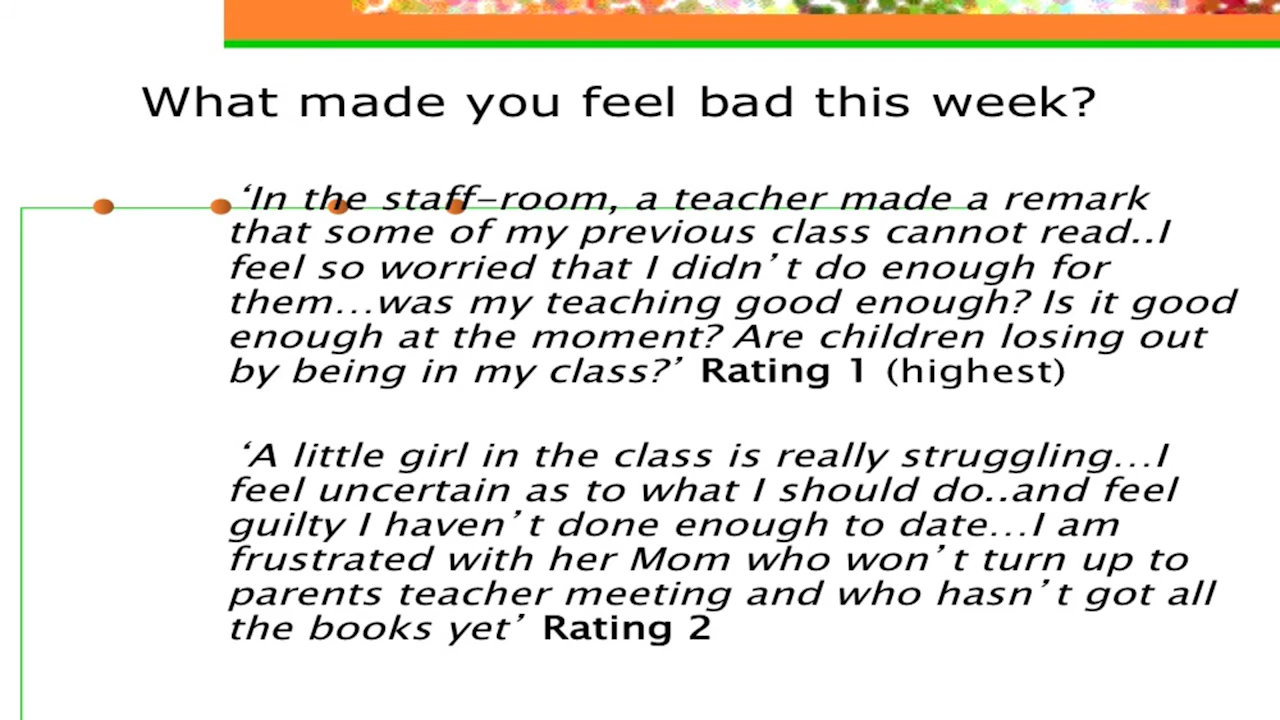 What made you feel bad this week?
‘In the staff-room, a teacher made a remark
that some of my previous class cannot read..I
feel so worried that I didn’t do enough for
them…was my teaching good enough? Is it good
enough at the moment? Are children losing out
by being in my class?’ Rating 1 (highest)
‘A little girl in the class is really struggling…I
feel uncertain as to what I should do..and feel
guilty I haven’t done enough to date…I am
frustrated with her Mom who won’t turn up to
parents teacher meeting and who hasn’t got all
the books yet’ Rating 2